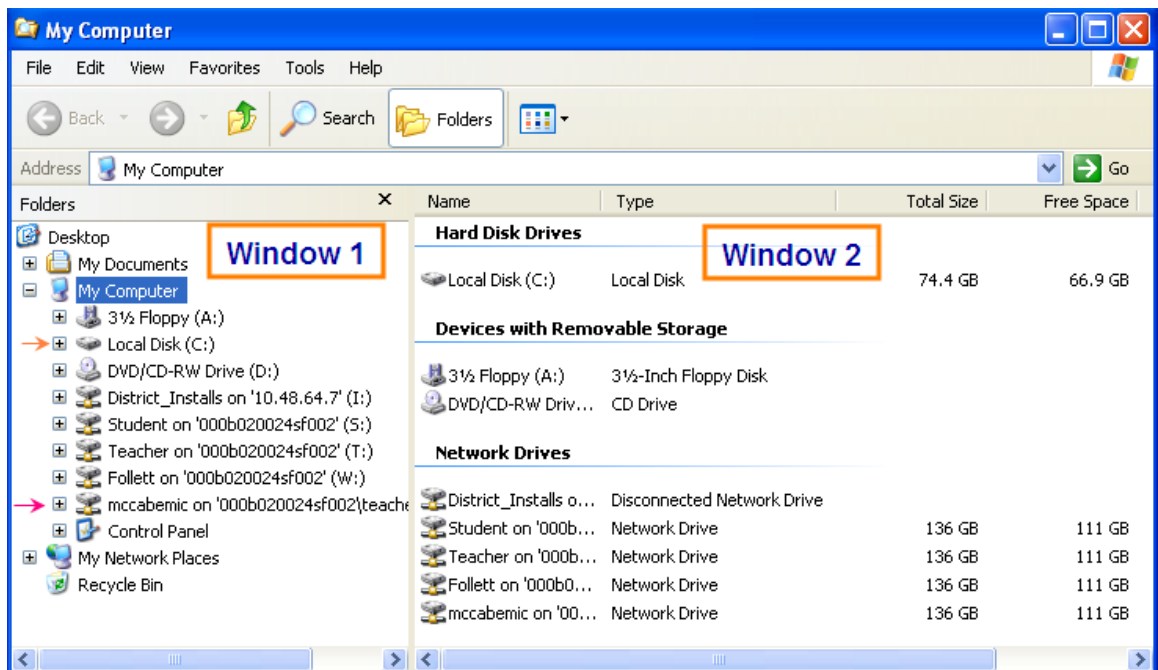 My Computer
File Edit View Favorites Tools Help
Back Search Folders
Address My Computer Go
Folders
Desktop
My Documents
My Computer
3½ Floppy (A:)
Local Disk (C:)
DVD/CD-RW Drive (D:)
District_Installs on '10.48.64.7' (I:)
Student on '000b020024sf002' (S:)
Teacher on '000b020024sf002' (T:)
Follett on '000b020024sf002' (W:)
mccabemic on '000b020024sf002\teache
Control Panel
My Network Places
Recycle Bin
Window 1
Name Type Total Size Free Space
Hard Disk Drives
Window 2
Local Disk (C:) Local Disk 74.4 GB 66.9 GB
Devices with Removable Storage
3½ Floppy (A:) 3½-Inch Floppy Disk
DVD/CD-RW Driv... CD Drive
Network Drives
District_Installs o... Disconnected Network Drive
Student on '000b... Network Drive 136 GB 111 GB
Teacher on '000b... Network Drive 136 GB 111 GB
Follett on '000b0... Network Drive 136 GB 111 GB
mccabemic on '00... Network Drive 136 GB 111 GB